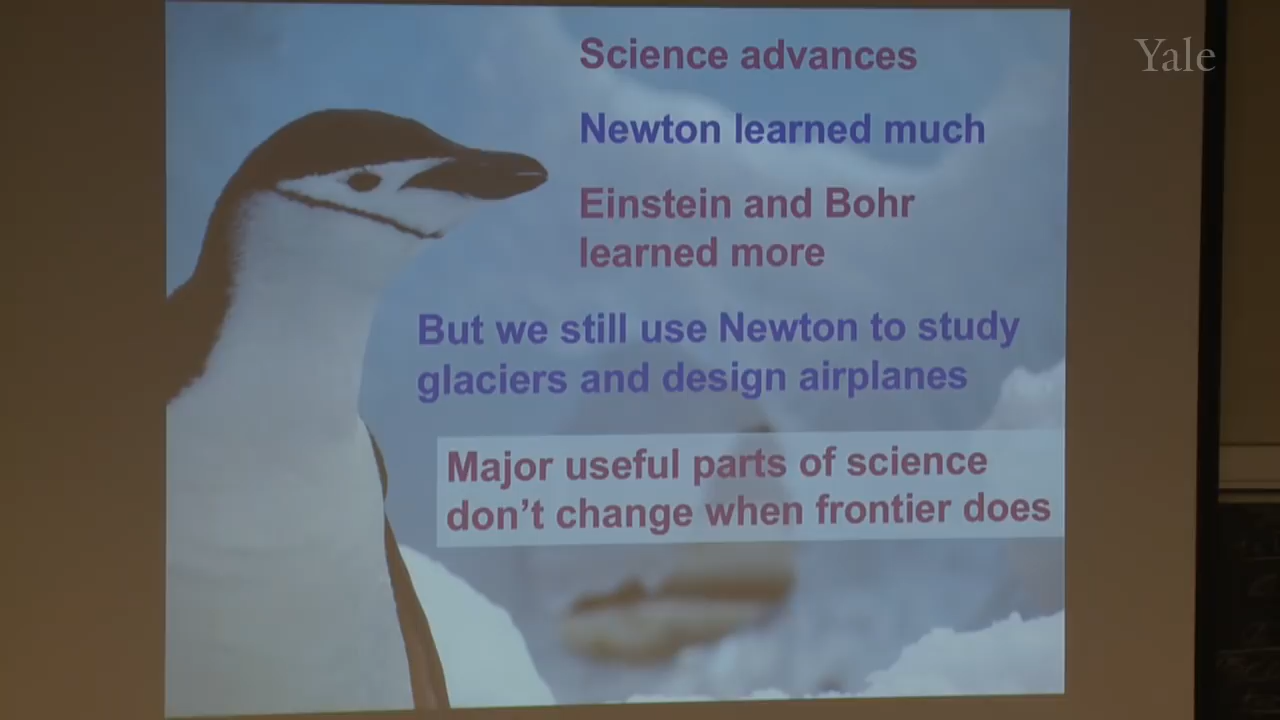 Yale
Science advances
Newton learned much
Einstein and Bohr
learned more
But we still use Newton to study
glaciers and design airplanes
Major useful parts of science
don't change when frontier does